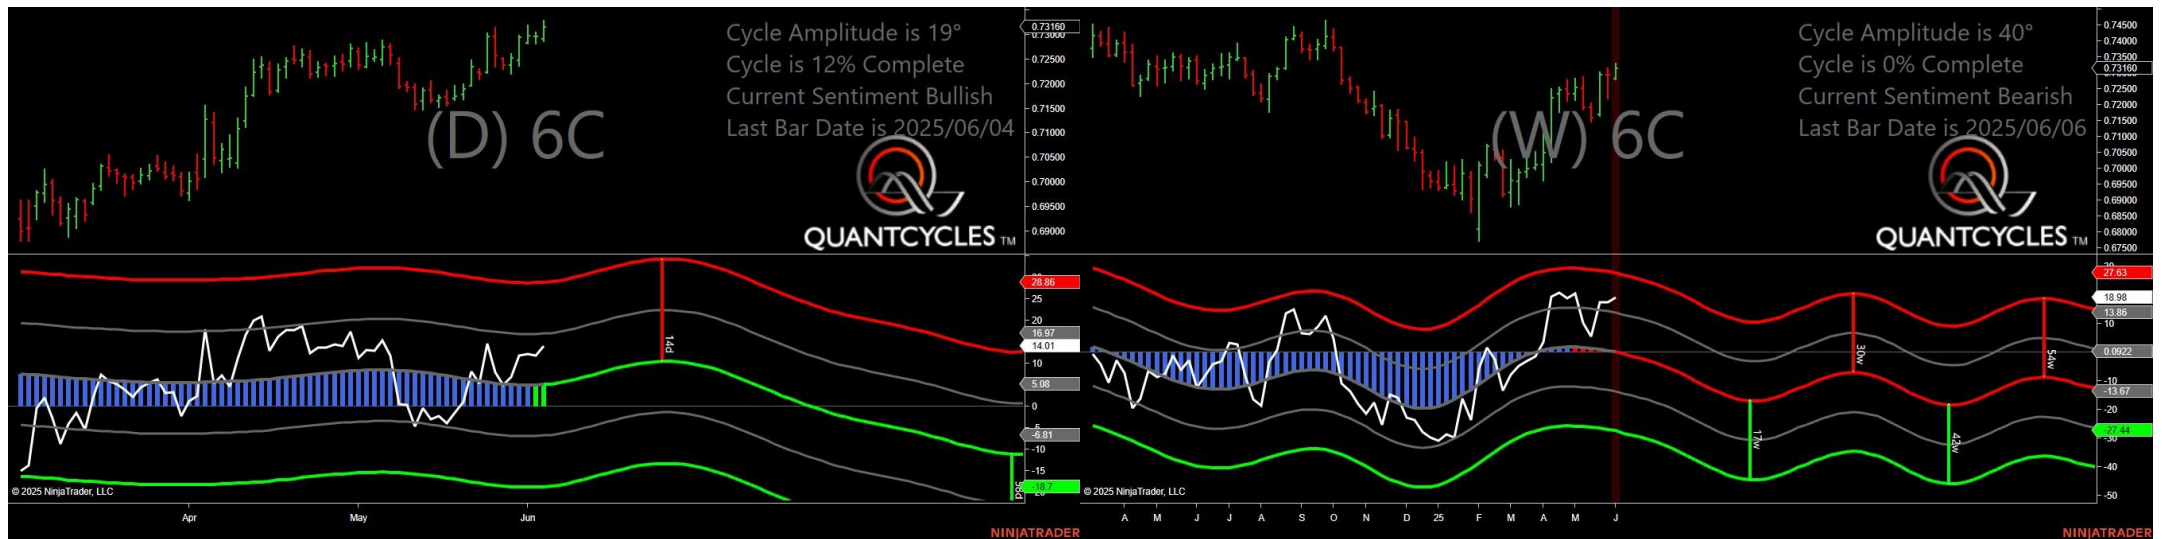 Cycle Amplitude is 19°
Cycle is 12% Complete
Current Sentiment Bullish
Last Bar Date is 2025/06/04
(D) 6C
QUANTCYCLES TM
0.73160
0.73000
0.72500
0.72000
0.71500
0.71000
0.70500
0.70000
0.69500
0.69000
28.86
25
20
16.97
14.01
10
5.08
0
-6.81
-10
-15
-18.7
14d
© 2025 NinjaTrader, LLC
Apr May Jun
NINJATRADER
Cycle Amplitude is 40°
Cycle is 0% Complete
Current Sentiment Bearish
Last Bar Date is 2025/06/06
(W) 6C
QUANTCYCLES TM
0.74500
0.74000
0.73500
0.73160
0.72500
0.72000
0.71500
0.71000
0.70500
0.70000
0.69500
0.69000
0.68500
0.68000
0.67500
27.63
18.98
13.86
10
0.0922
-10
-13.67
-20
-27.44
-30
-40
-50
17w
30w
42w
54w
© 2025 NinjaTrader, LLC
A M J J A S O N D 25 F M A M J
NINJATRADER